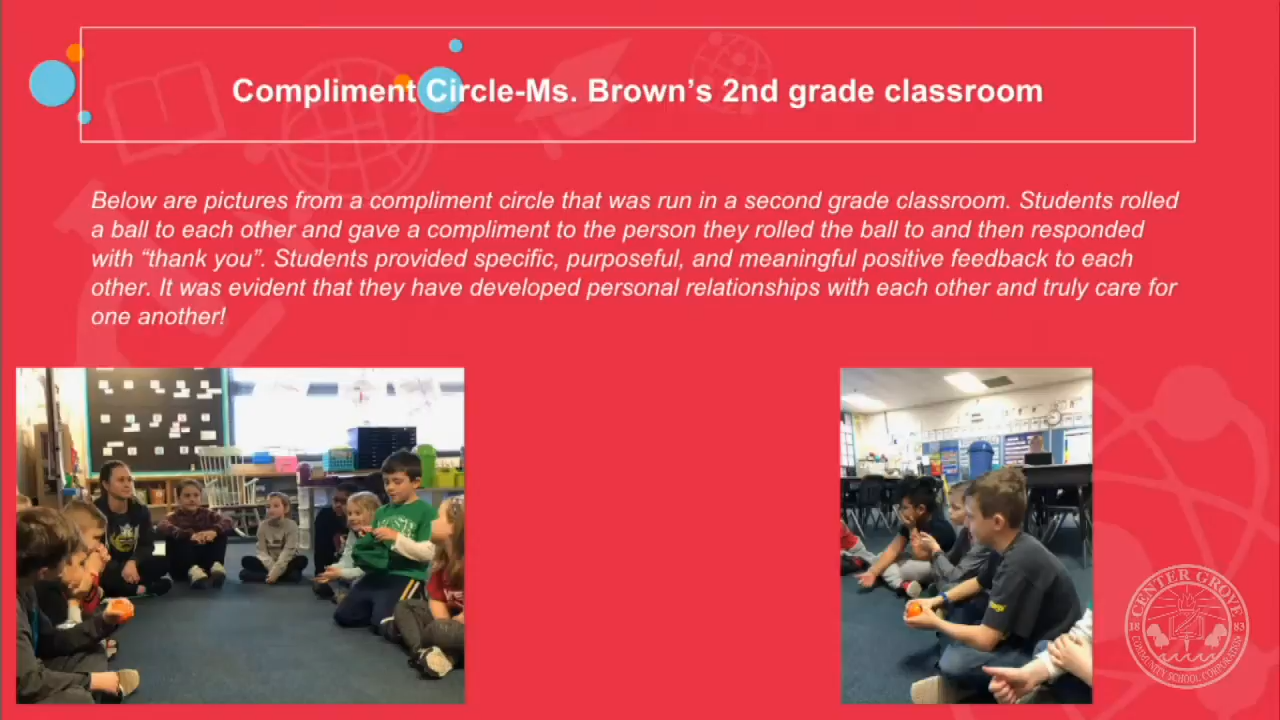 Compliment Circle-Ms. Brown's 2nd grade classroom
Below are pictures from a compliment circle that was run in a second grade classroom. Students rolled
a ball to each other and gave a compliment to the person they rolled the ball to and then responded
with “thank you”. Students provided specific, purposeful, and meaningful positive feedback to each
other. It was evident that they have developed personal relationships with each other and truly care for
one another!
CENTER GROVE
18 83
COMMUNITY SCHOOL CORPORATION